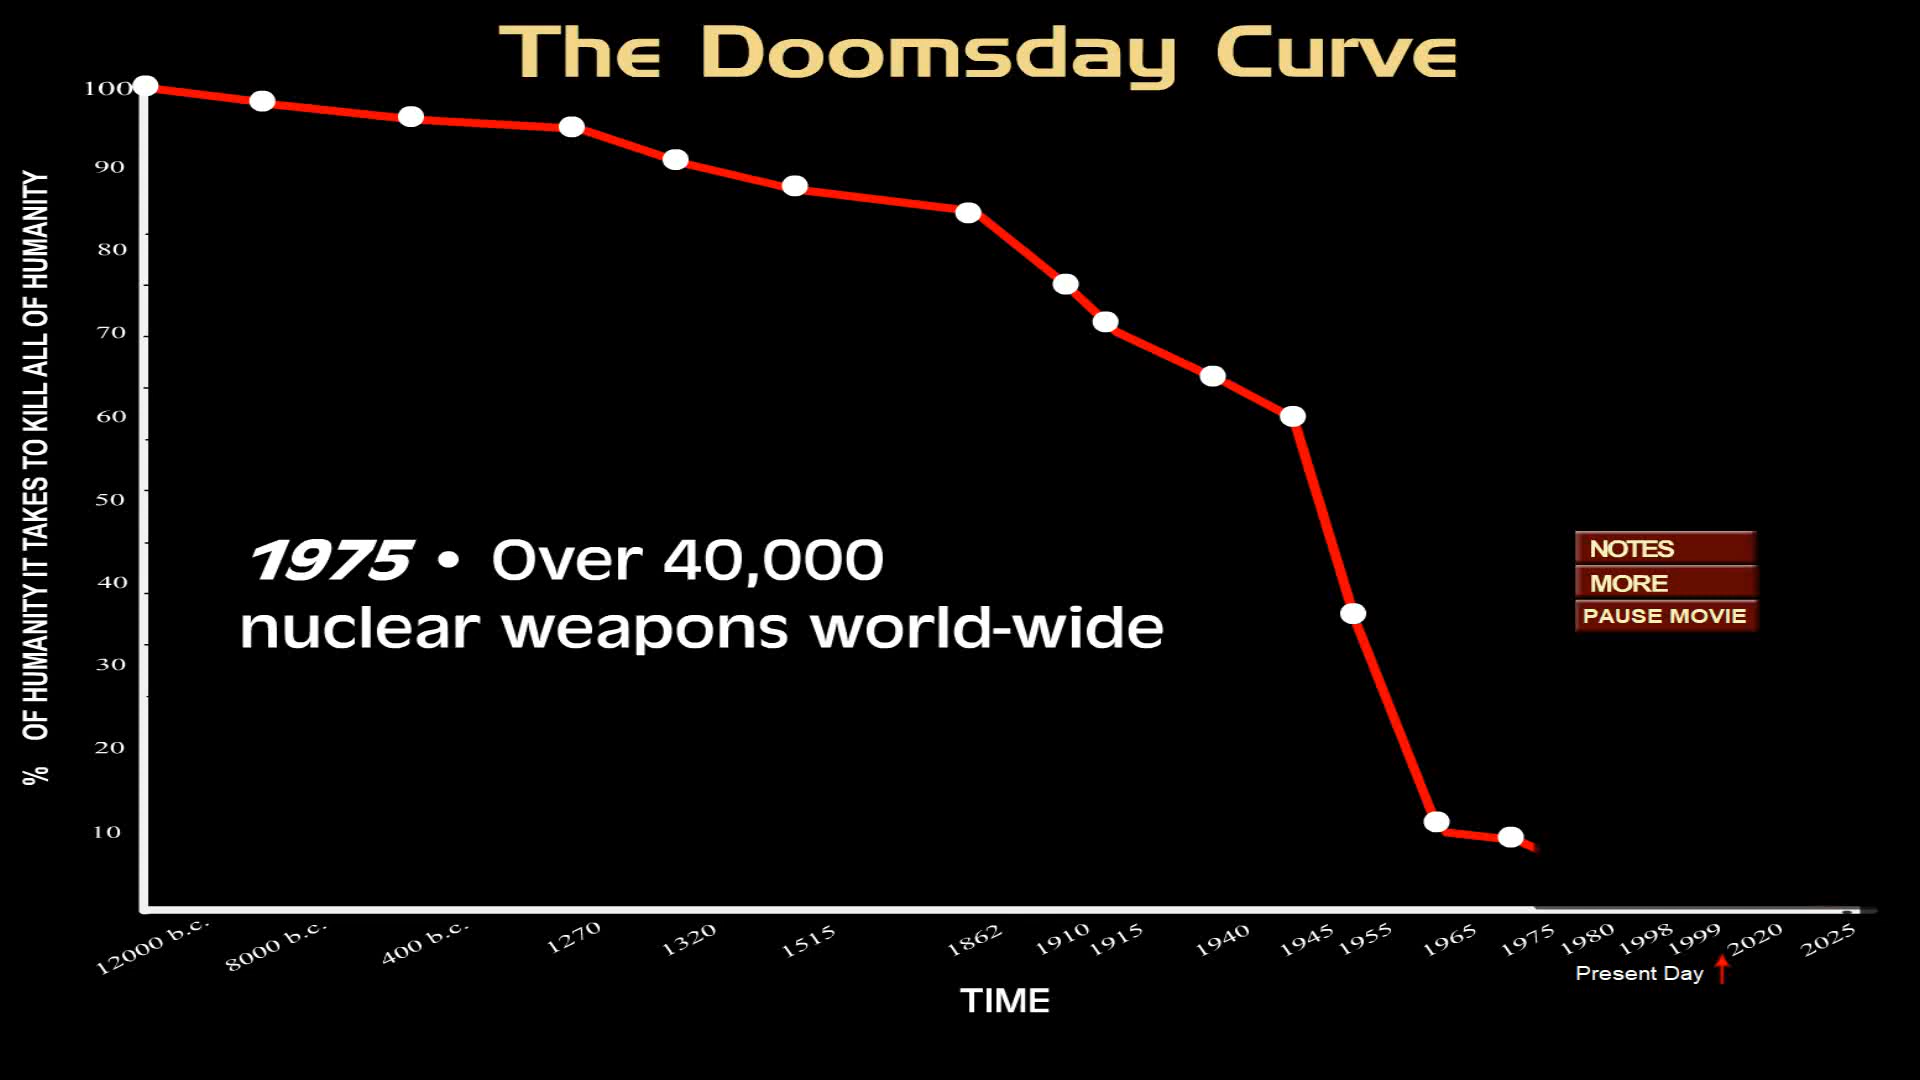 The Doomsday Curve
100
90
80
70
60
50
40
30
20
10
% OF HUMANITY IT TAKES TO KILL ALL OF HUMANITY
1975 • Over 40,000
nuclear weapons world-wide
NOTES
MORE
PAUSE MOVIE
12000 b.c. 8000 b.c. 400 b.c. 1270 1320 1515 1862 1910 1915 1940 1945 1955 1965 1975 1980 1998 1999 2020 2025
Present Day
TIME